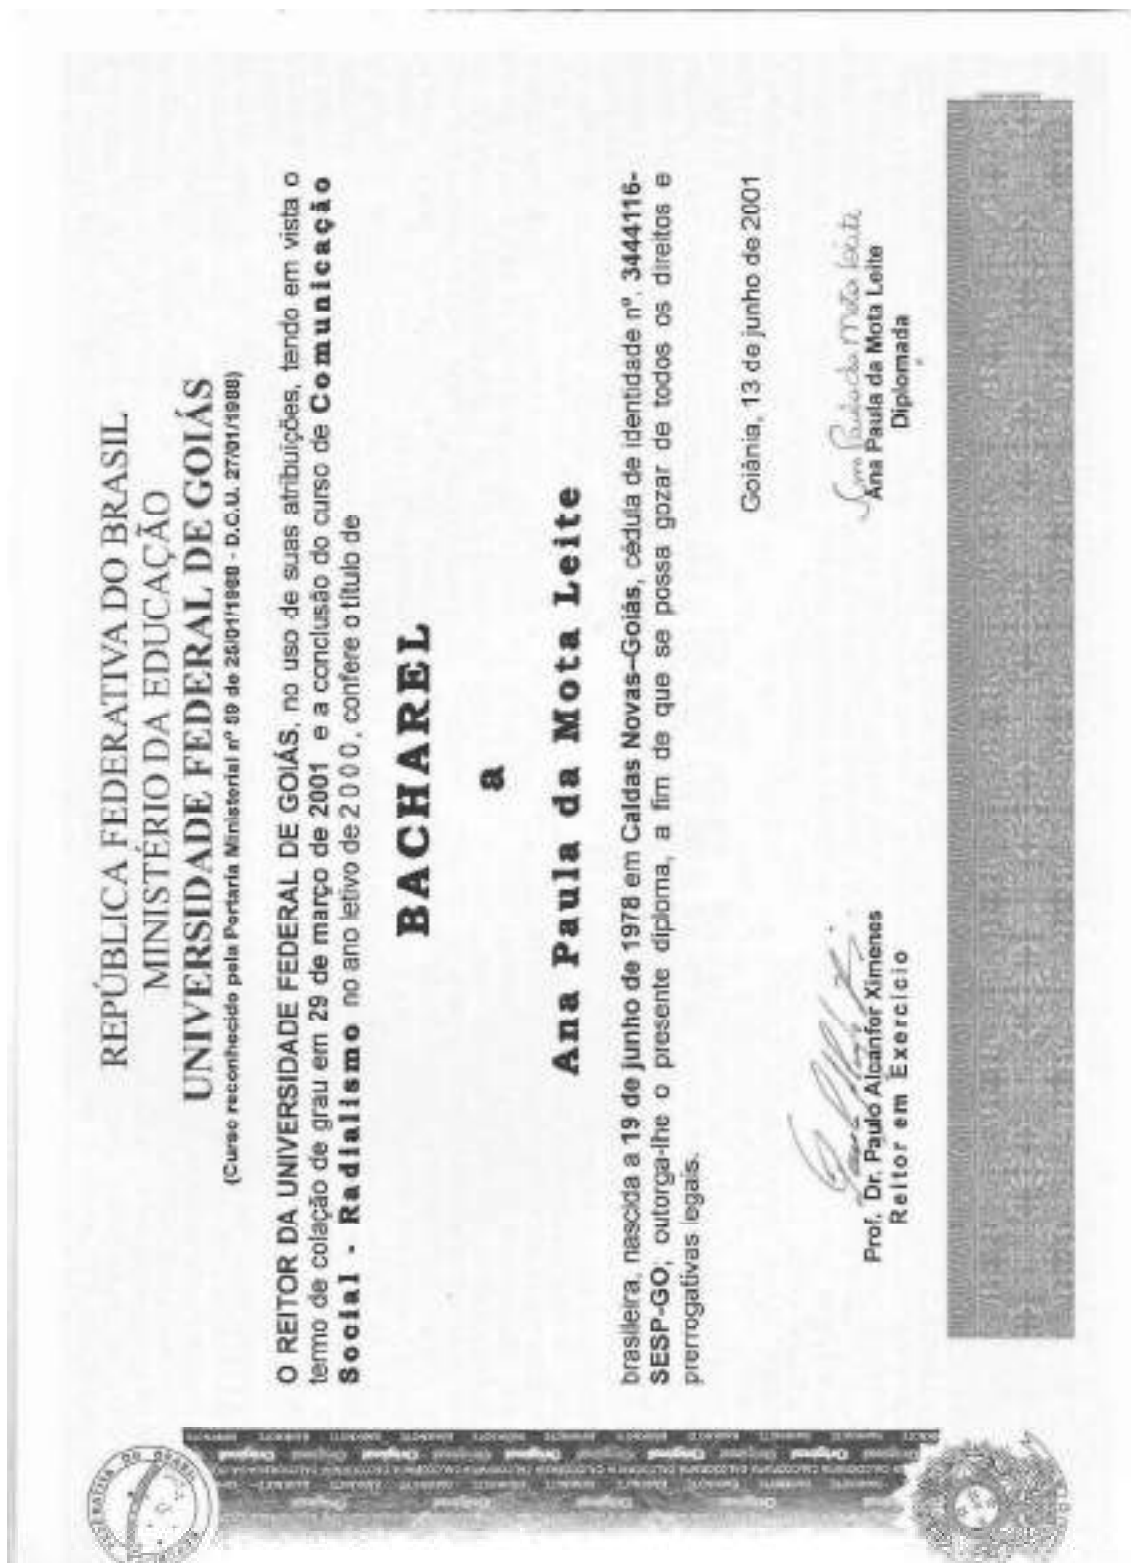 REPÚBLICA FEDERATIVA DO BRASIL
MINISTÉRIO DA EDUCAÇÃO
UNIVERSIDADE FEDERAL DE GOIÁS
(Curso reconhecido pela Portaria Ministerial nº 59 de 25/01/1988 - D.O.U. 27/01/1988)
O REITOR DA UNIVERSIDADE FEDERAL DE GOIÁS, no uso de suas atribuições, tendo em vista o
termo de colação de grau em 29 de março de 2001 e a conclusão do curso de Comunicação
Social - Radialismo no ano letivo de 2000, confere o título de
BACHAREL
a
Ana Paula da Mota Leite
brasileira, nascida a 19 de junho de 1978 em Caldas Novas–Goiás, cédula de identidade nº. 3444116-
SESP-GO, outorga-lhe o presente diploma, a fim de que se possa gozar de todos os direitos e
prerrogativas legais.
Goiânia, 13 de junho de 2001
Ana Paula da Mota Leite
Prof. Dr. Paulo Alcanfor Ximenes
Reitor em Exercício
Ana Paula da Mota Leite
Diplomada